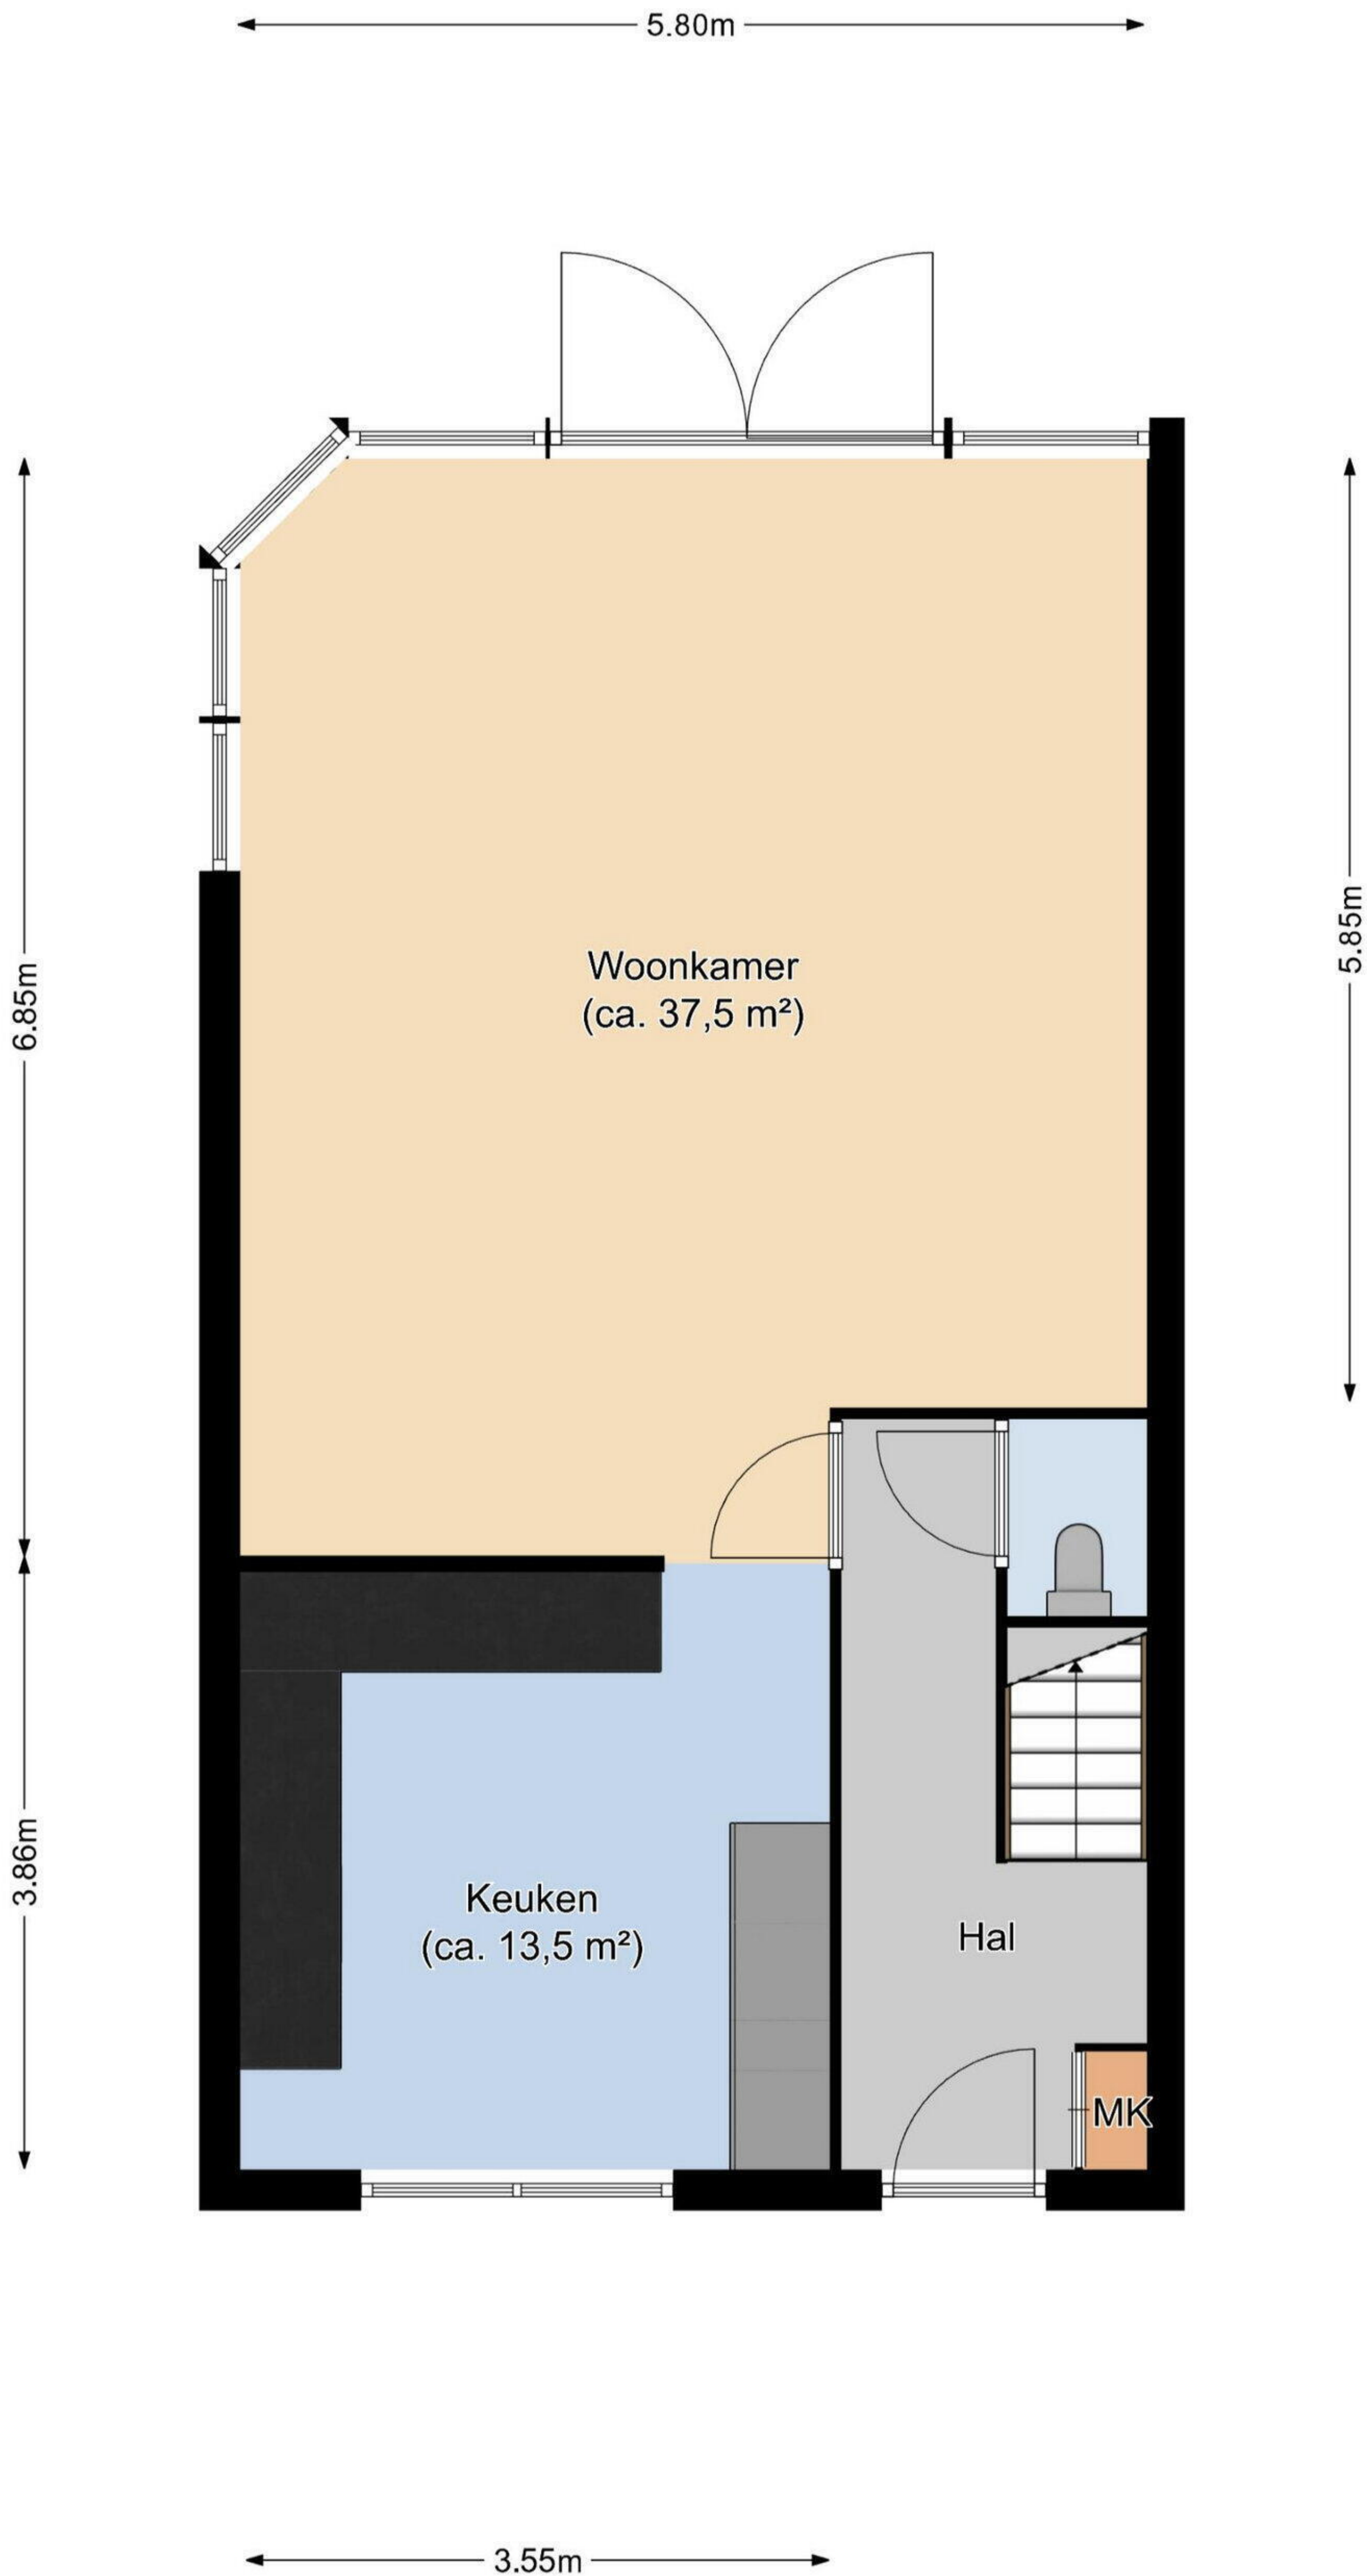 5.80m
6.85m
5.85m
Woonkamer
(ca. 37,5 m²)
3.86m
Keuken
(ca. 13,5 m²)
Hal
MK
3.55m